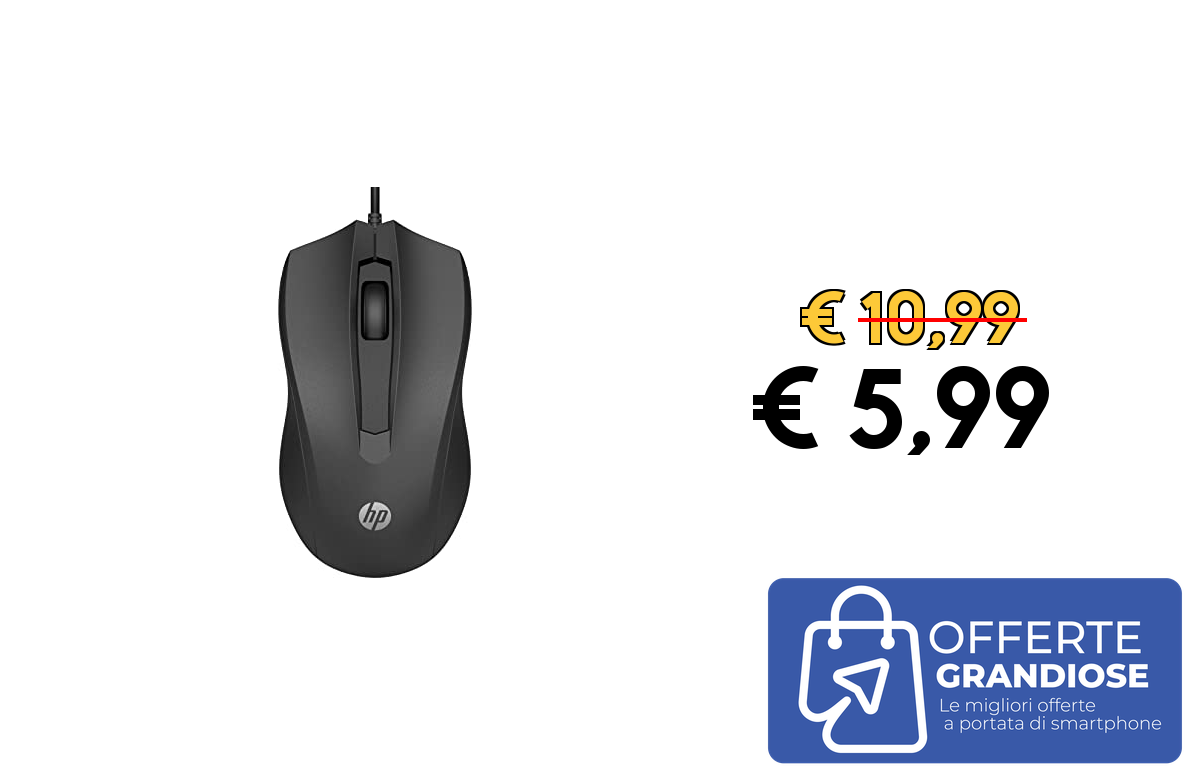 € 10,99
€ 5,99
hp
OFFERTE
GRANDIOSE
Le migliori offerte
a portata di smartphone